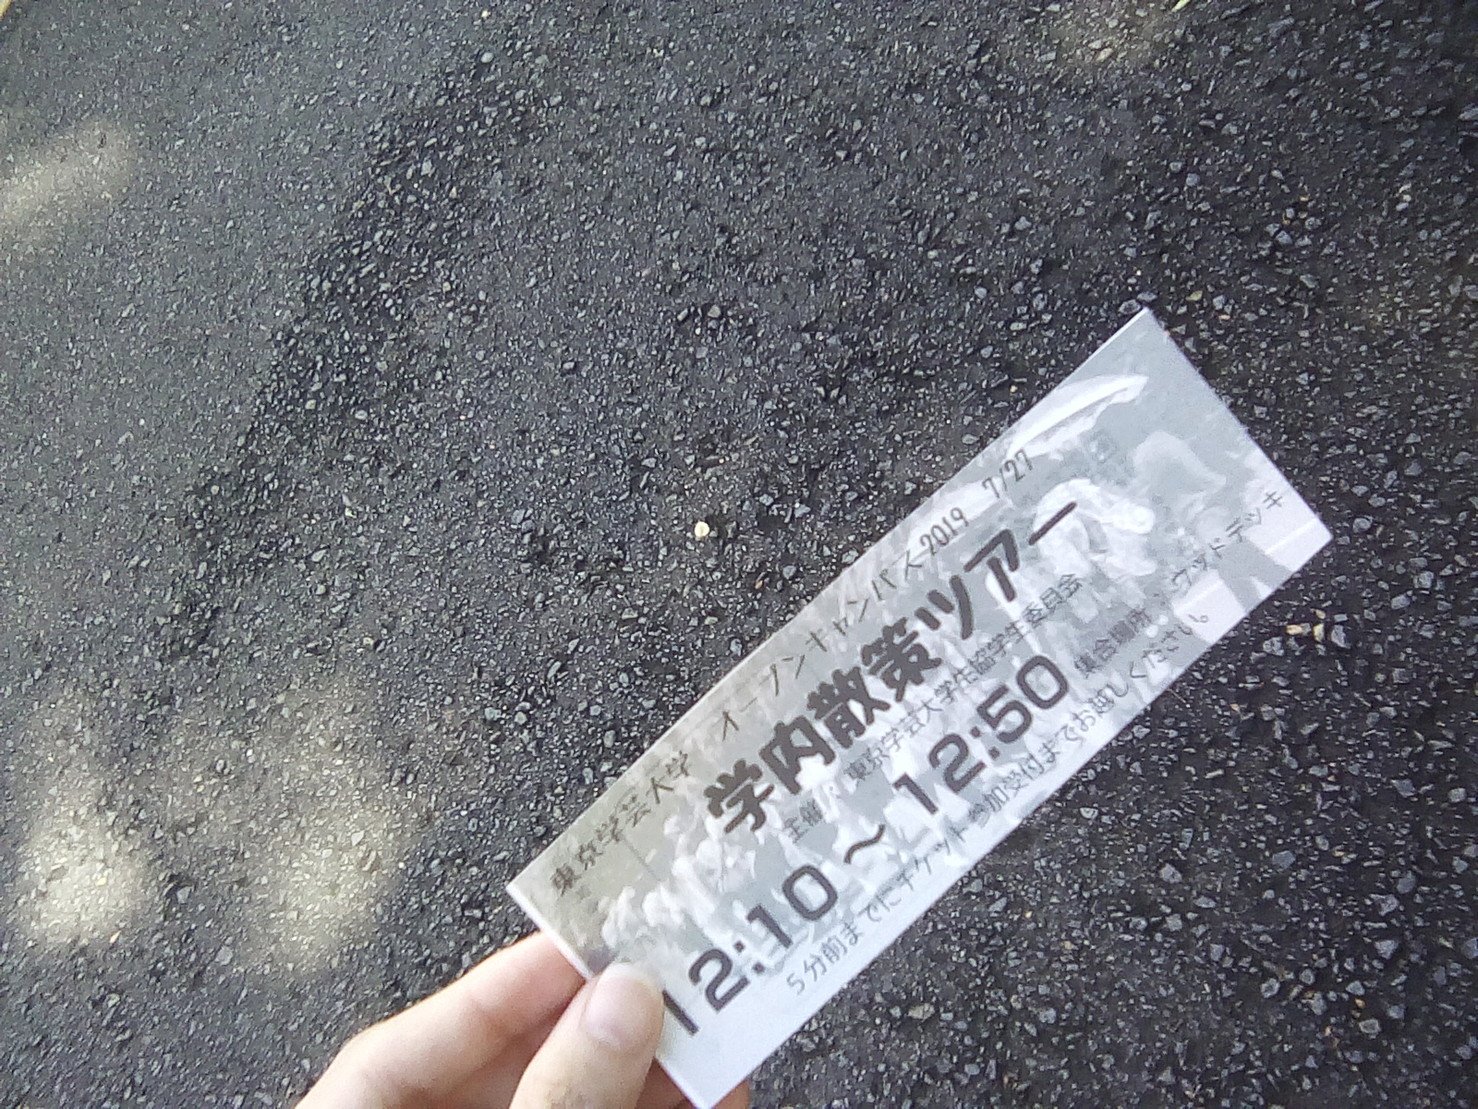 東京学芸大学 オープンキャンパス2019 7/27
学内散策ツアー
主催：東京学芸大学生協学生委員会
12:10～12:50 集合場所：ウッドデッキ
5分前までにチケット参加受付までお越しください。